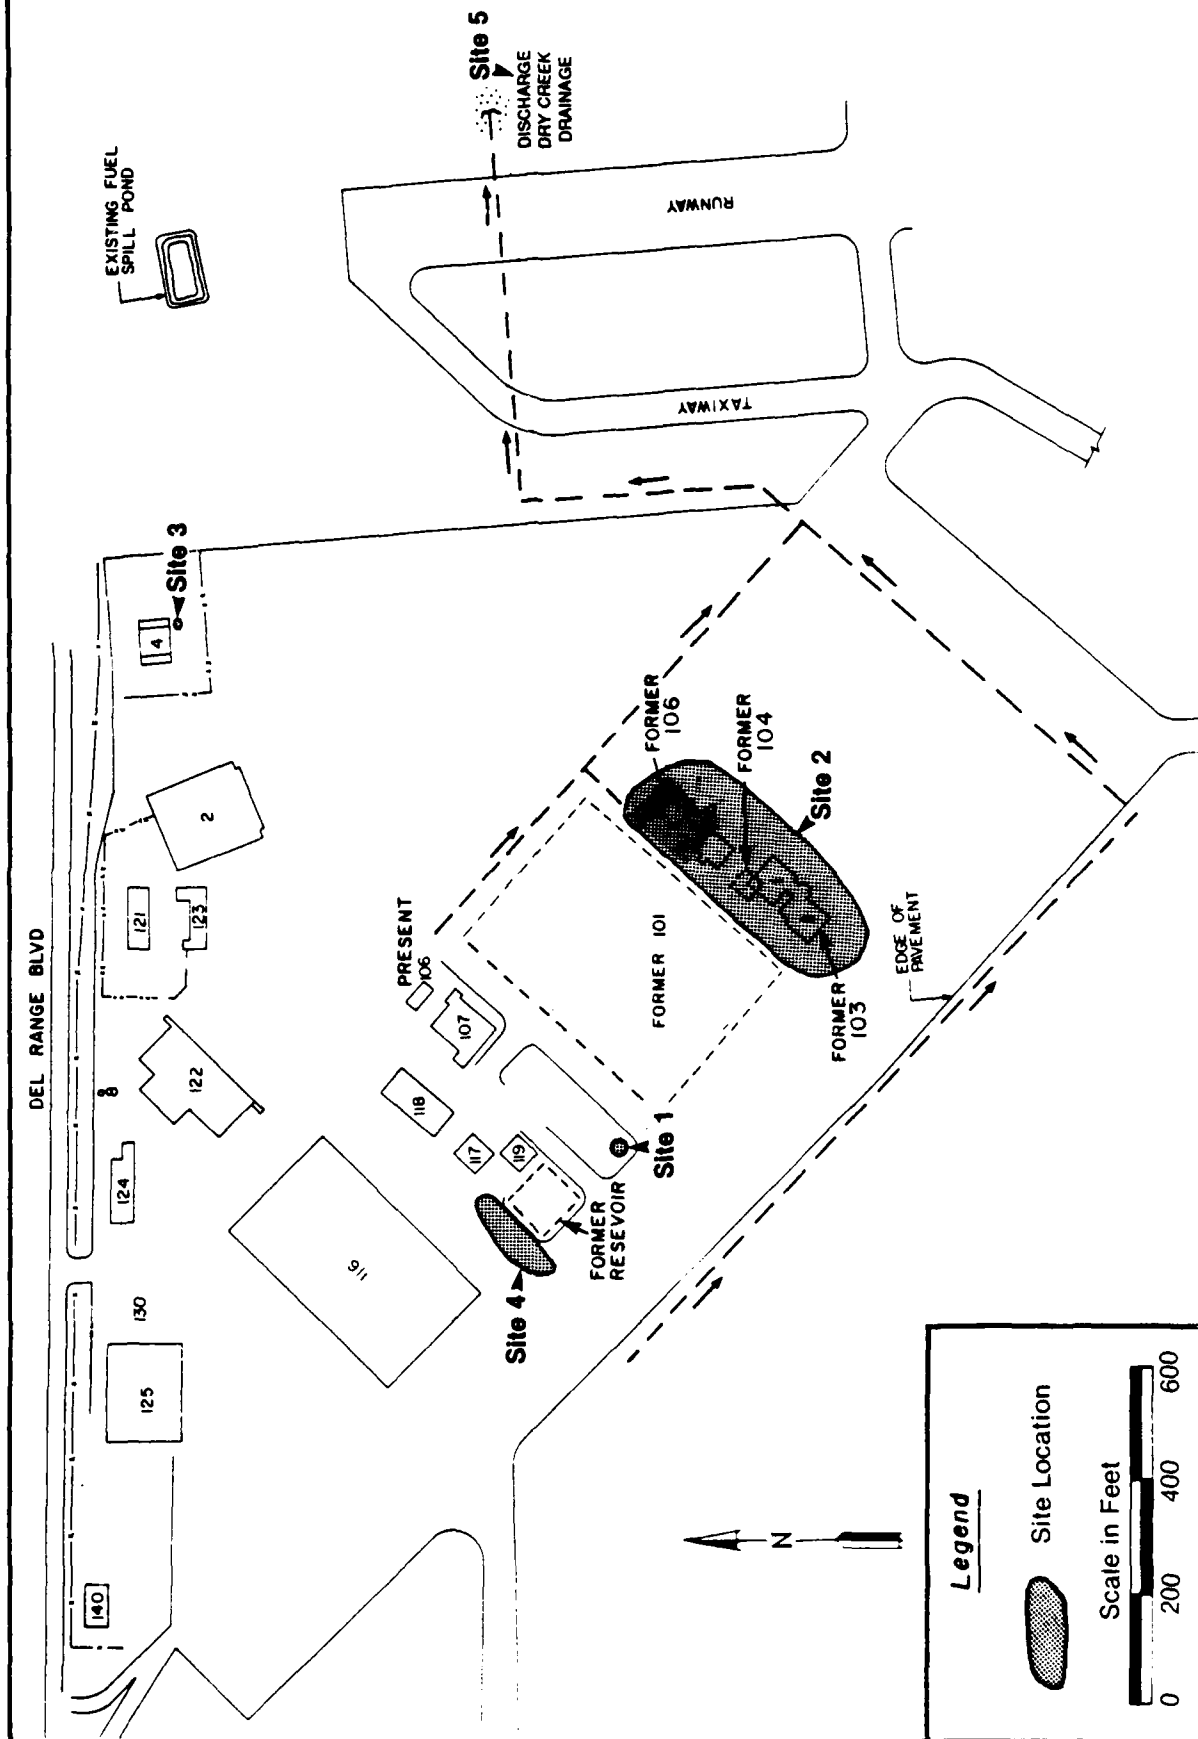 DEL RANGE BLVD
EXISTING FUEL
SPILL POND
Site 5
DISCHARGE
DRY CREEK
DRAINAGE
RUNWAY
TAXIWAY
Site 3
4
2
121
123
8
122
124
130
125
140
116
118
117
119
107
PRESENT
106
FORMER 101
FORMER
106
FORMER
104
Site 2
FORMER
103
EDGE OF
PAVEMENT
Site 1
FORMER
RESEVOIR
Site 4
N
Legend
Site Location
Scale in Feet
0 200 400 600